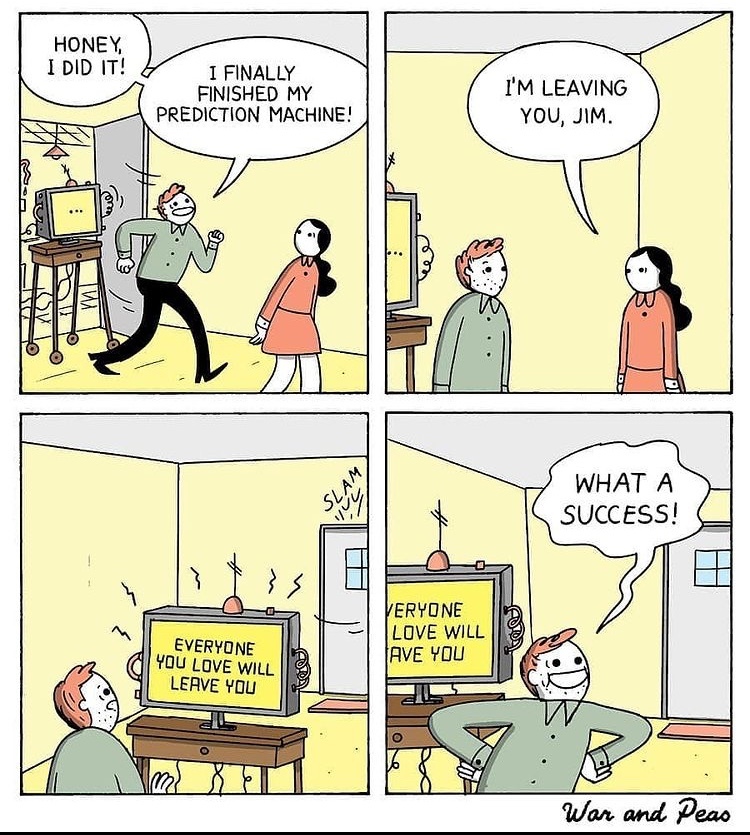 HONEY,
I DID IT!
I FINALLY
FINISHED MY
PREDICTION MACHINE!
...
I'M LEAVING
YOU, JIM.
...
SLAM
EVERYONE
YOU LOVE WILL
LEAVE YOU
WHAT A
SUCCESS!
VERYONE
LOVE WILL
AVE YOU
War and Peas